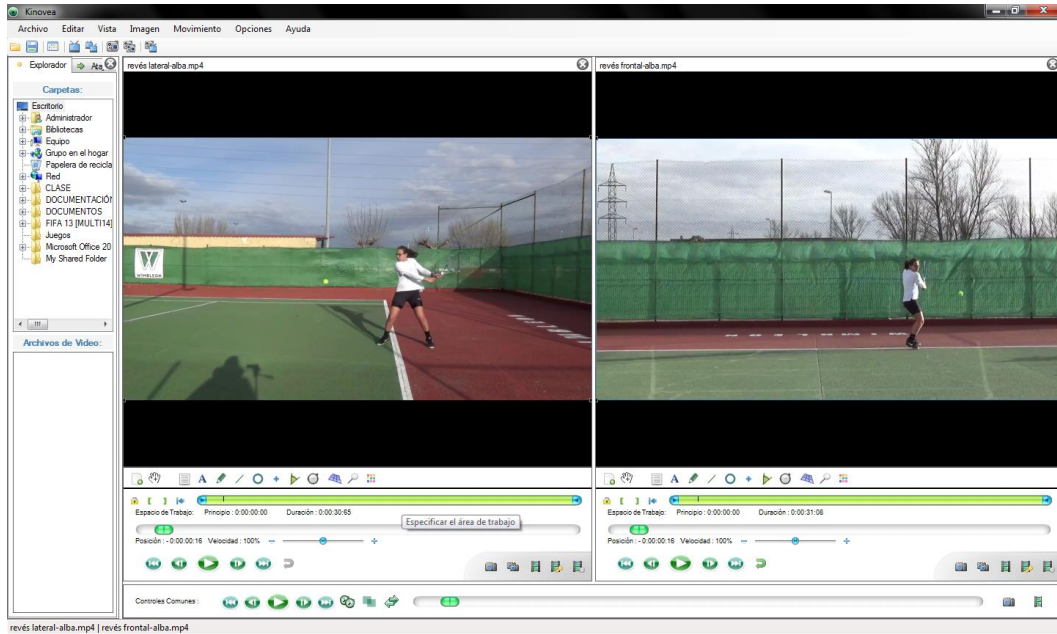 Kinovea
Archivo Editar Vista Imagen Movimiento Opciones Ayuda
Explorador
revés lateral-alba.mp4
revés frontal-alba.mp4
Carpetas:
Escritorio
Administrador
Bibliotecas
Equipo
Grupo en el hogar
Papelera de recicla
Red
CLASE
DOCUMENTACIÓN
DOCUMENTOS
FIFA 13 [MULTI14]
Juegos
Microsoft Office 20
My Shared Folder
Archivos de Video:
W
WIMBLEDON
Espacio de Trabajo: Principio : 0:00:00:00 Duración : 0:00:30:65
Especificar el área de trabajo
Posición : -0:00:00:16 Velocidad : 100%
Espacio de Trabajo: Principio : 0:00:00:00 Duración : 0:00:31:08
Posición : -0:00:00:16 Velocidad : 100%
Controles Comunes :
revés lateral-alba.mp4 | revés frontal-alba.mp4